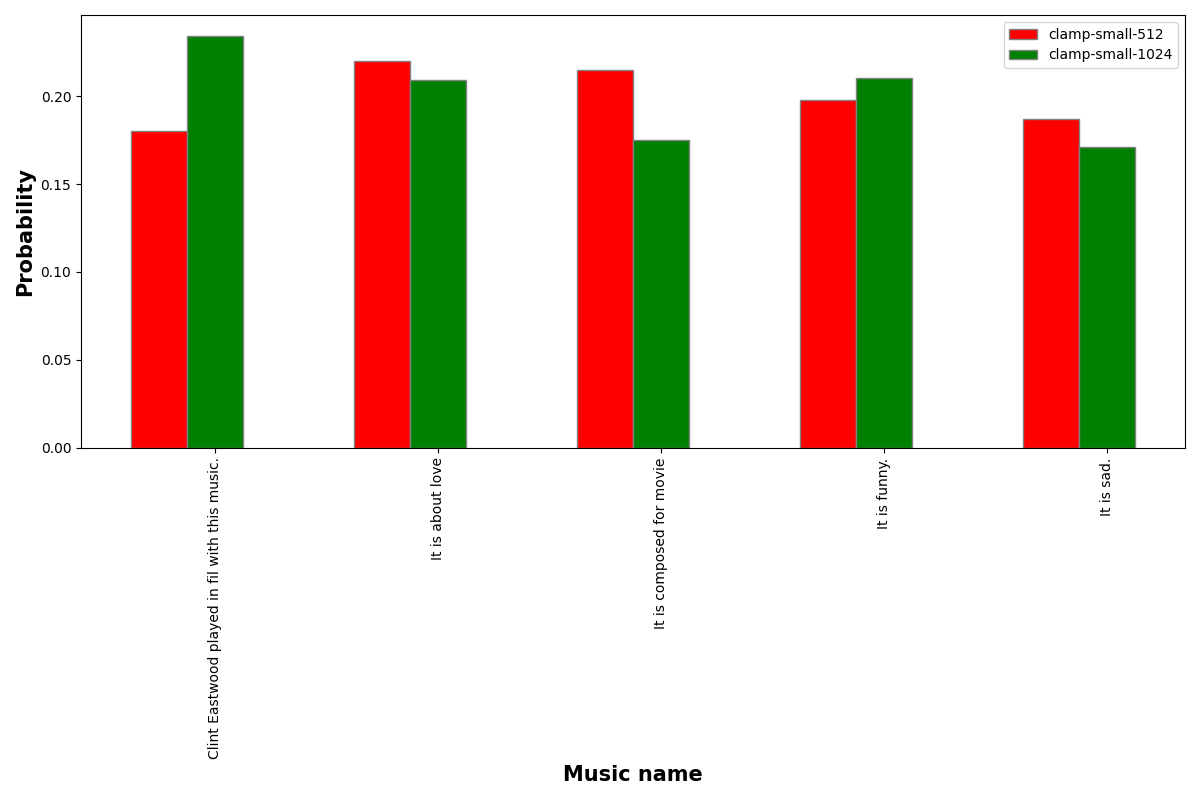 clamp-small-512
clamp-small-1024
Probability
0.20
0.15
0.10
0.05
0.00
Clint Eastwood played in fil with this music.
It is about love
It is composed for movie
It is funny.
It is sad.
Music name